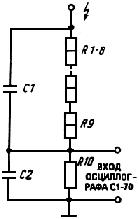 R1-8
C1
R9
C2
R10
ВХОД
ОСЦИЛЛОГ-
РАФА С1-70